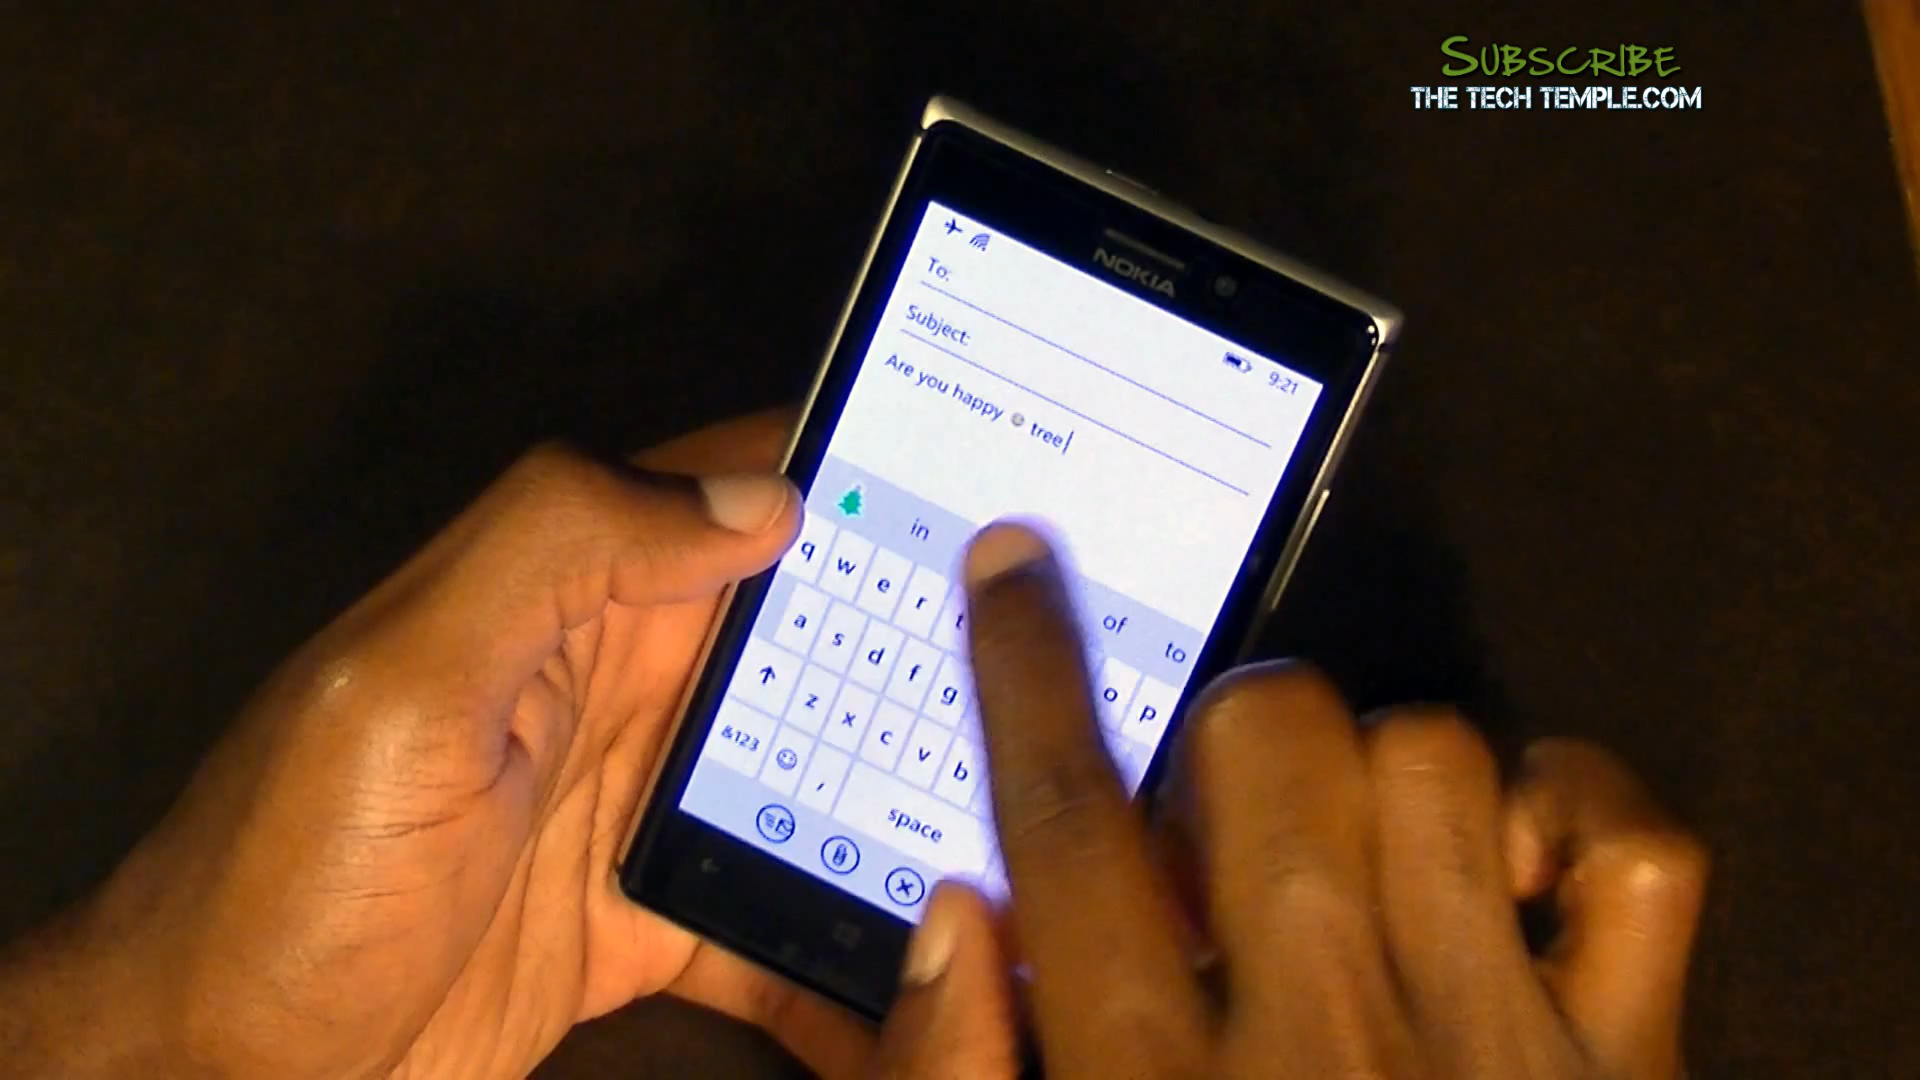 SUBSCRIBE
THE TECH TEMPLE.COM
NOKIA
9:21
To:
Subject:
Are you happy tree
in of to
q w e r t o p
a s d f g
z x c v b
&123 , space